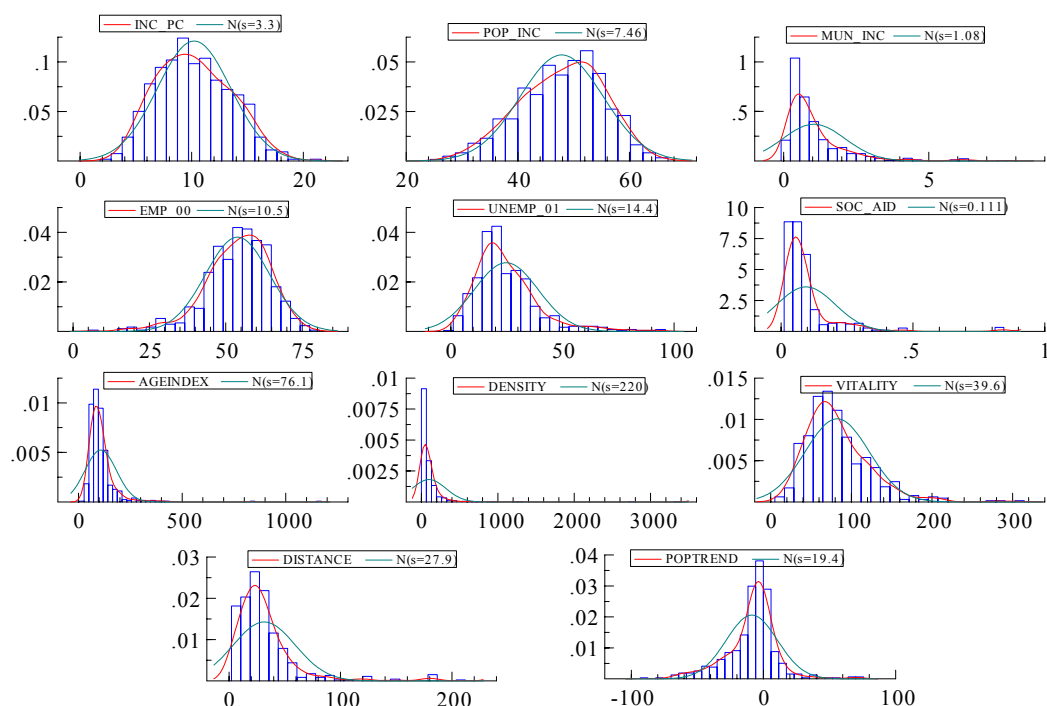 INC_PC N(s=3.3)
.1
.05
0 10 20
POP_INC N(s=7.46)
.05
.025
20 40 60
MUN_INC N(s=1.08)
1
.5
0 5
EMP_00 N(s=10.5)
.04
.02
0 25 50 75
UNEMP_01 N(s=14.4)
.04
.02
0 50 100
SOC_AID N(s=0.111)
10
7.5
5
2.5
0 .5 1
AGEINDEX N(s=76.1)
.01
.005
0 500 1000
DENSITY N(s=220)
.01
.0075
.005
.0025
0 1000 2000 3000
VITALITY N(s=39.6)
.015
.01
.005
0 100 200 300
DISTANCE N(s=27.9)
.03
.02
.01
0 100 200
POPTREND N(s=19.4)
.04
.03
.02
.01
-100 0 100